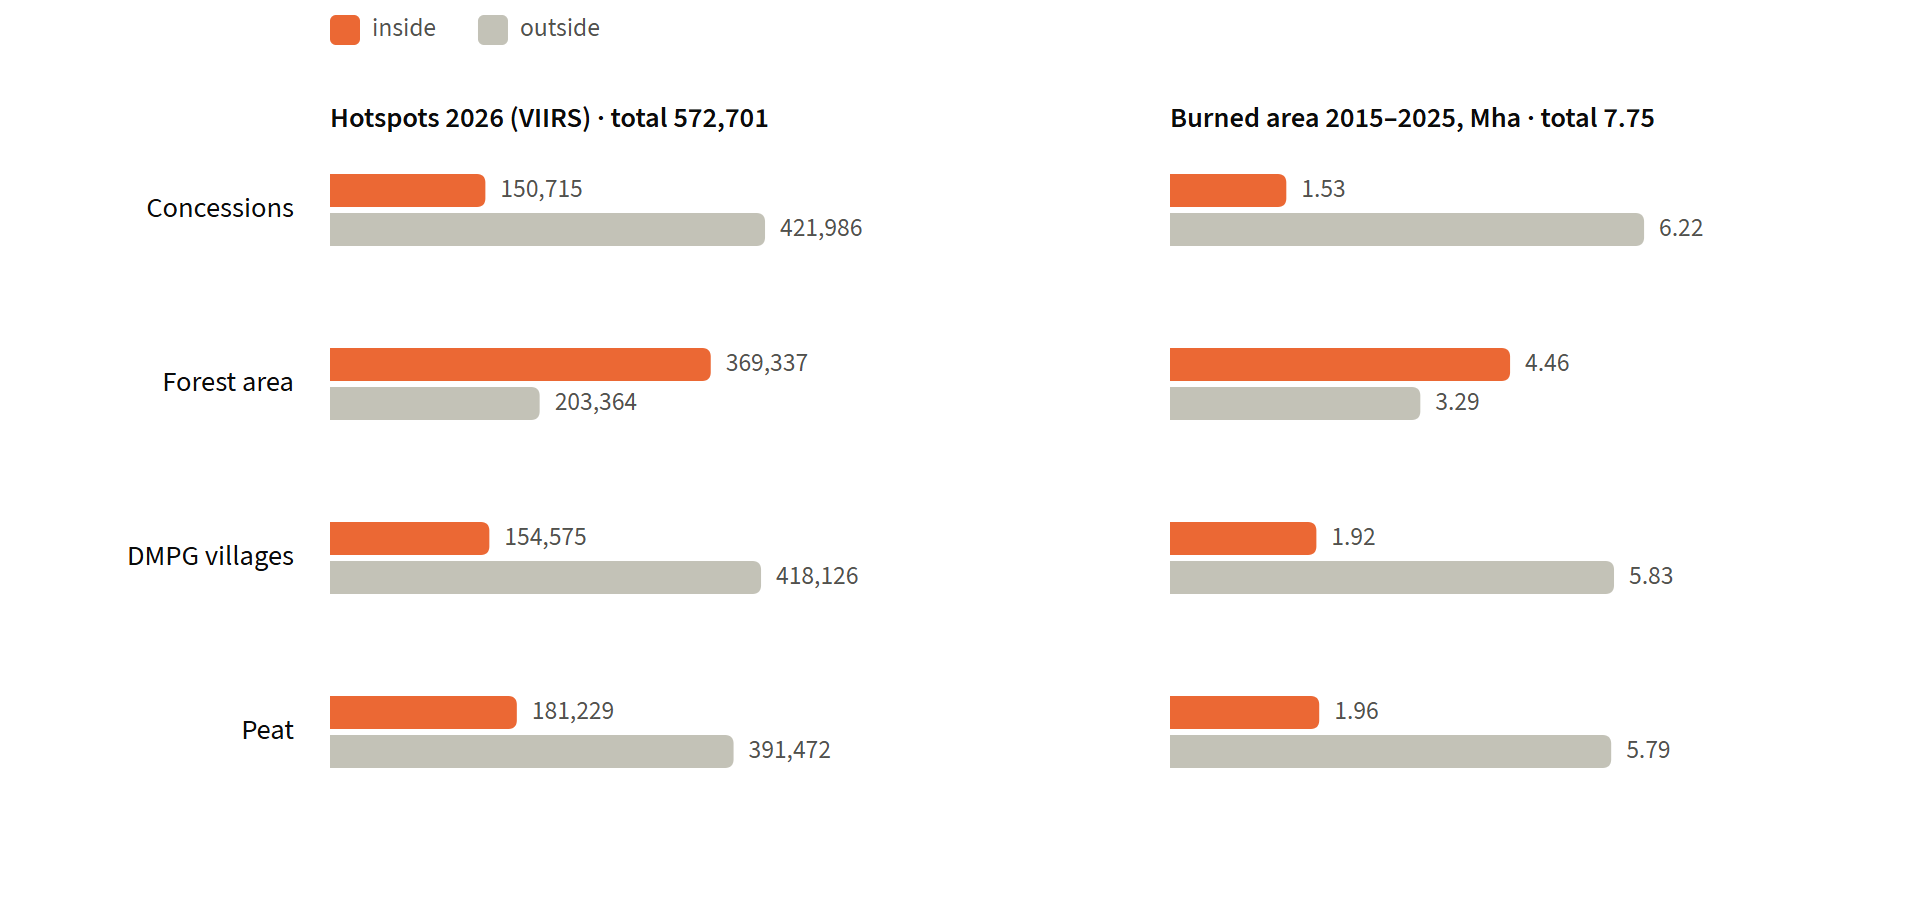 inside outside
Hotspots 2026 (VIIRS) · total 572,701
Burned area 2015–2025, Mha · total 7.75
Concessions
150,715
421,986
1.53
6.22
Forest area
369,337
203,364
4.46
3.29
DMPG villages
154,575
418,126
1.92
5.83
Peat
181,229
391,472
1.96
5.79